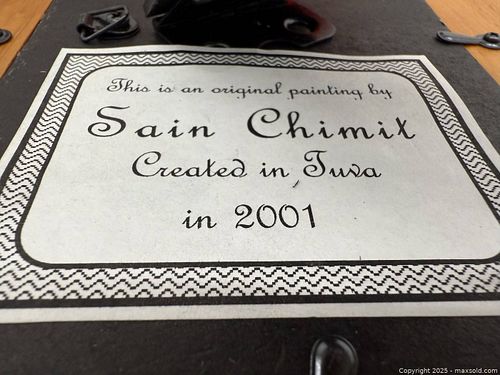 This is an original painting by
Sain Chimit
Created in Tuva
in 2001
Copyright 2025 - maxsold.com